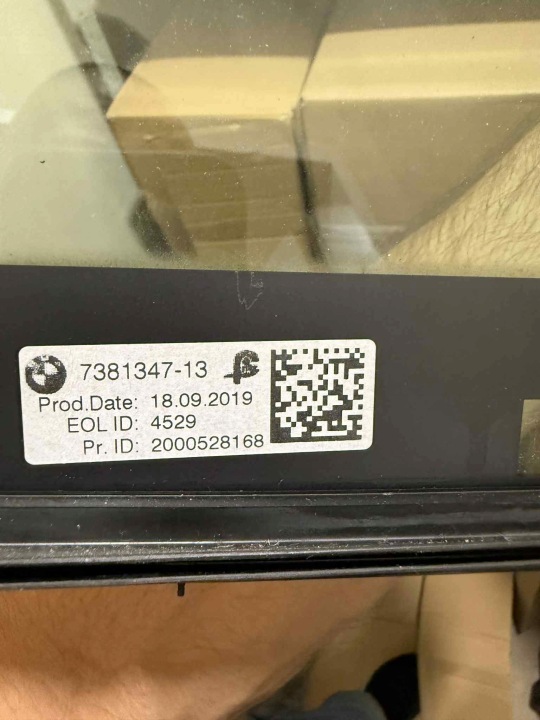 7381347-13
Prod.Date: 18.09.2019
EOL ID: 4529
Pr. ID: 2000528168